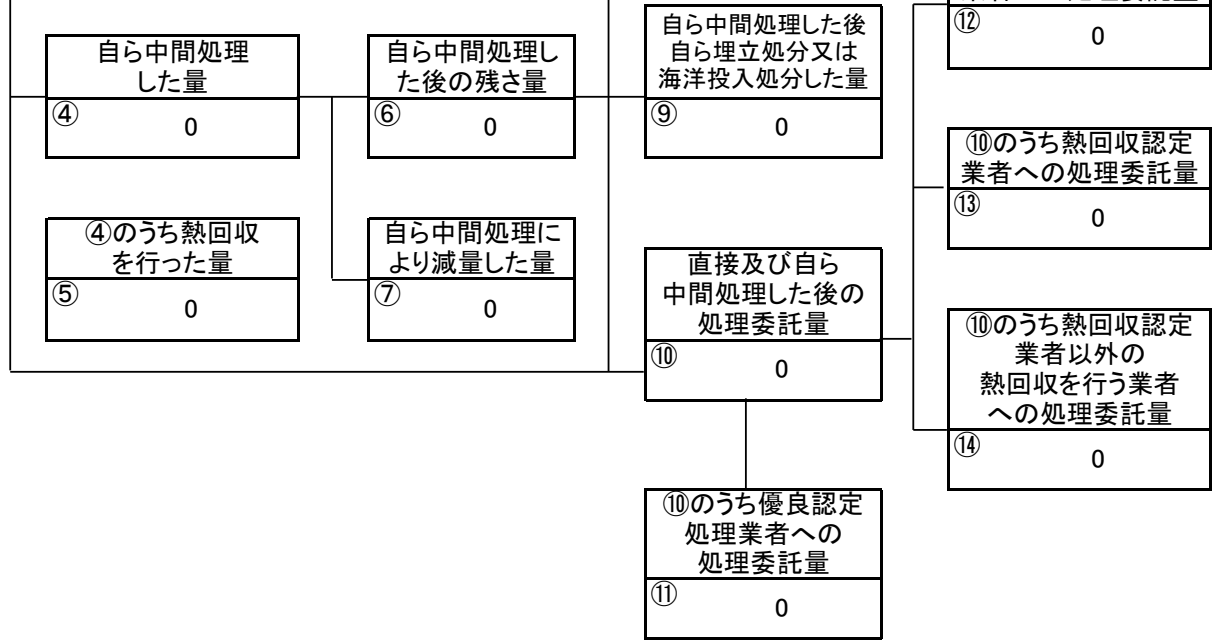 ⑫
0
自ら中間処理
した量
④
0
自ら中間処理し
た後の残さ量
⑥
0
自ら中間処理した後
自ら埋立処分又は
海洋投入処分した量
⑨
0
⑩のうち熱回収認定
業者への処理委託量
⑬
0
④のうち熱回収
を行った量
⑤
0
自ら中間処理に
より減量した量
⑦
0
直接及び自ら
中間処理した後の
処理委託量
⑩
0
⑩のうち熱回収認定
業者以外の
熱回収を行う業者
への処理委託量
⑭
0
⑩のうち優良認定
処理業者への
処理委託量
⑪
0